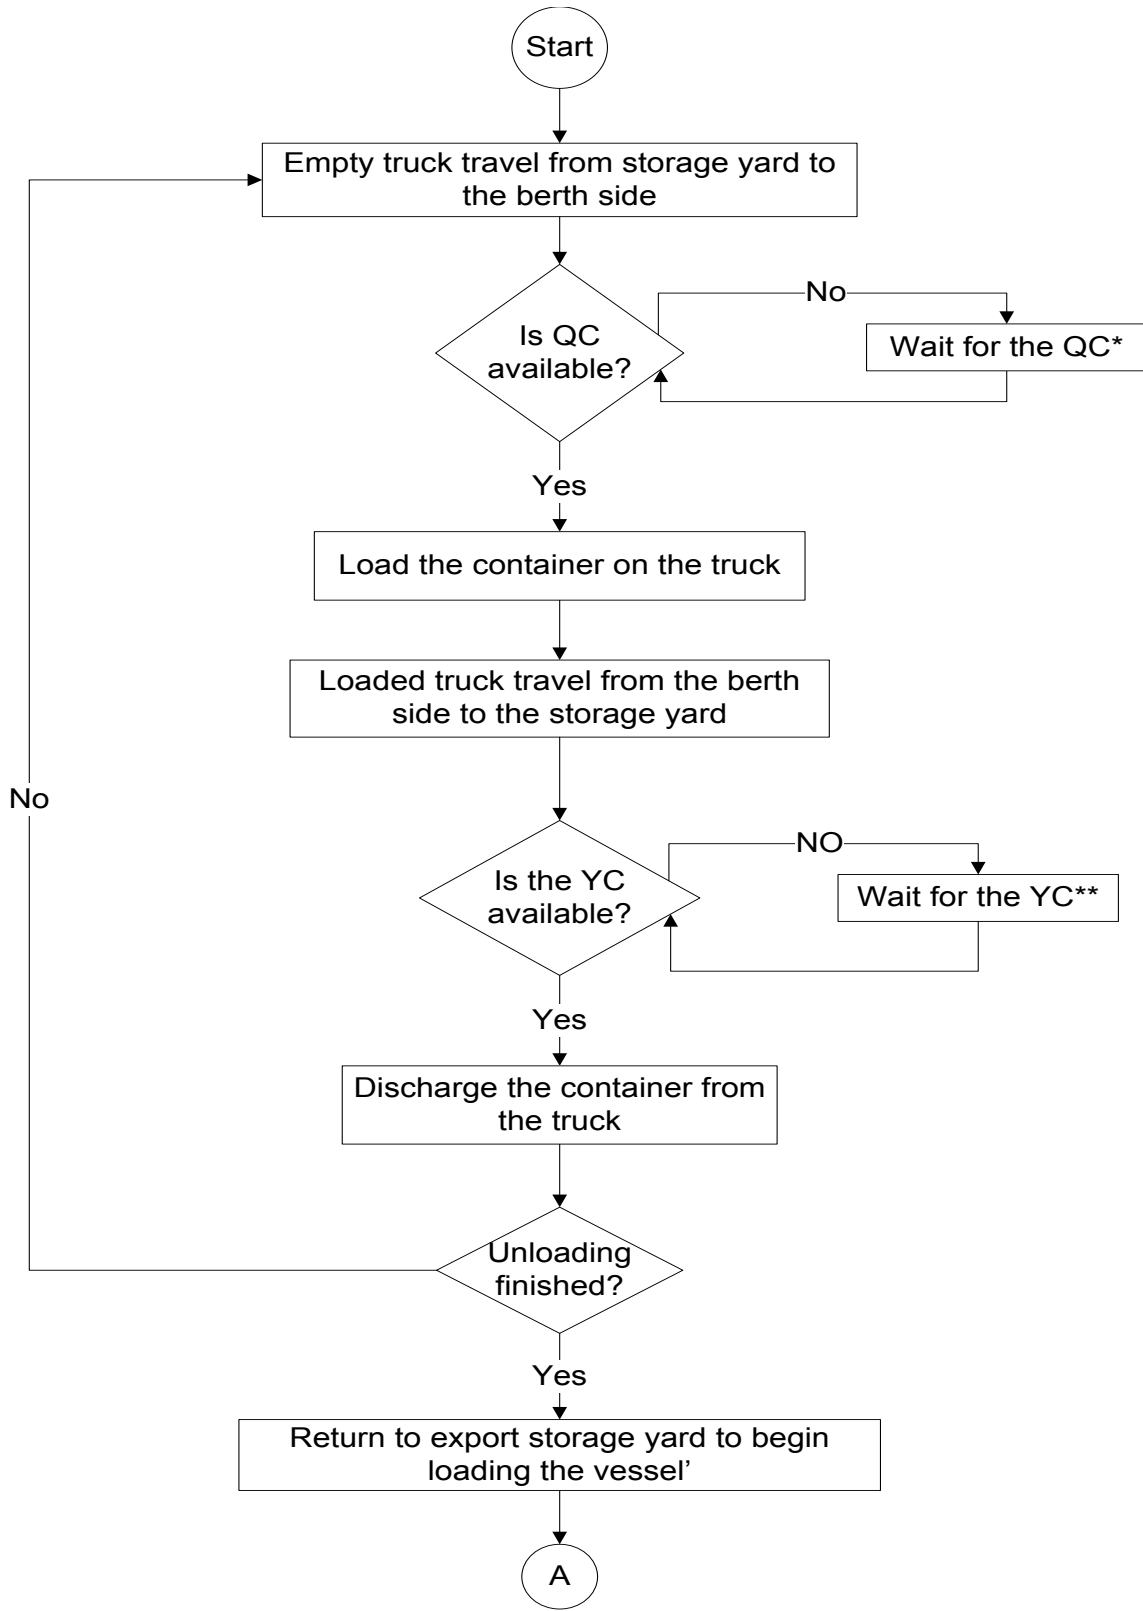 Start
Empty truck travel from storage yard to
the berth side
Is QC
available?
No
Wait for the QC*
Yes
Load the container on the truck
Loaded truck travel from the berth
side to the storage yard
No
Is the YC
available?
NO
Wait for the YC**
Yes
Discharge the container from
the truck
Unloading
finished?
Yes
Return to export storage yard to begin
loading the vessel’
A